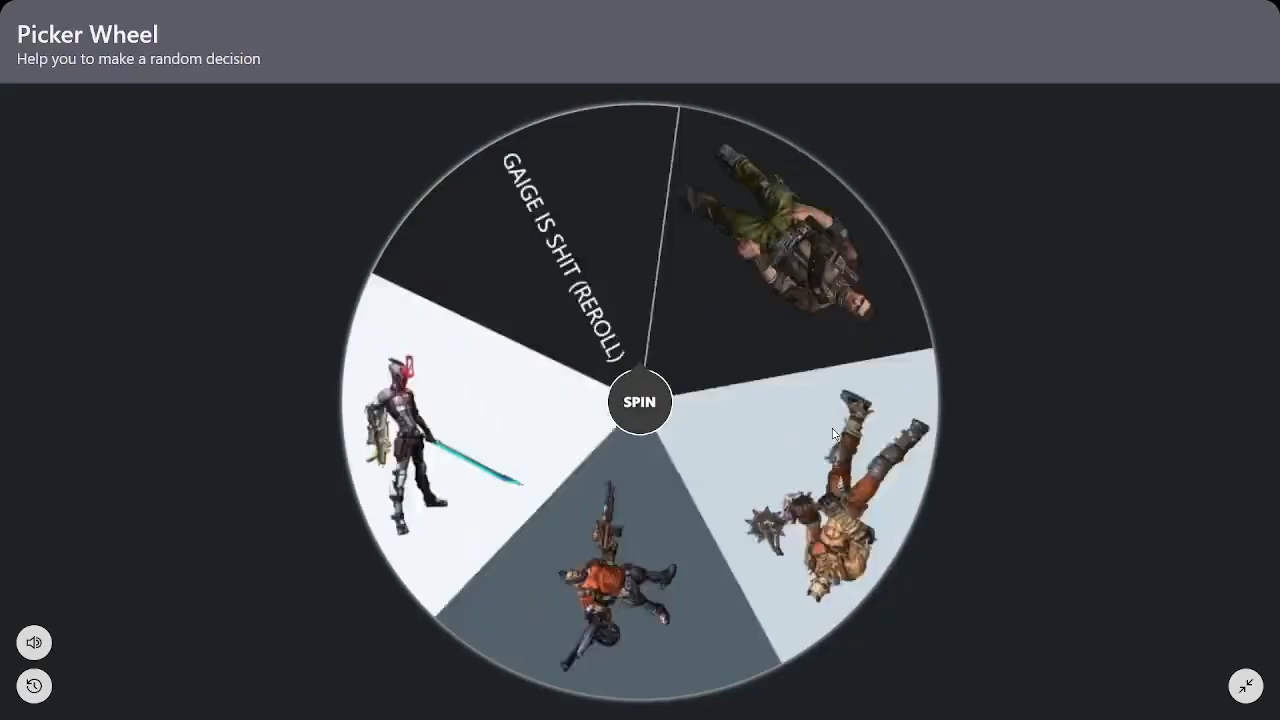 Picker Wheel
Help you to make a random decision
GAIGE IS SHIT (REROLL)
SPIN